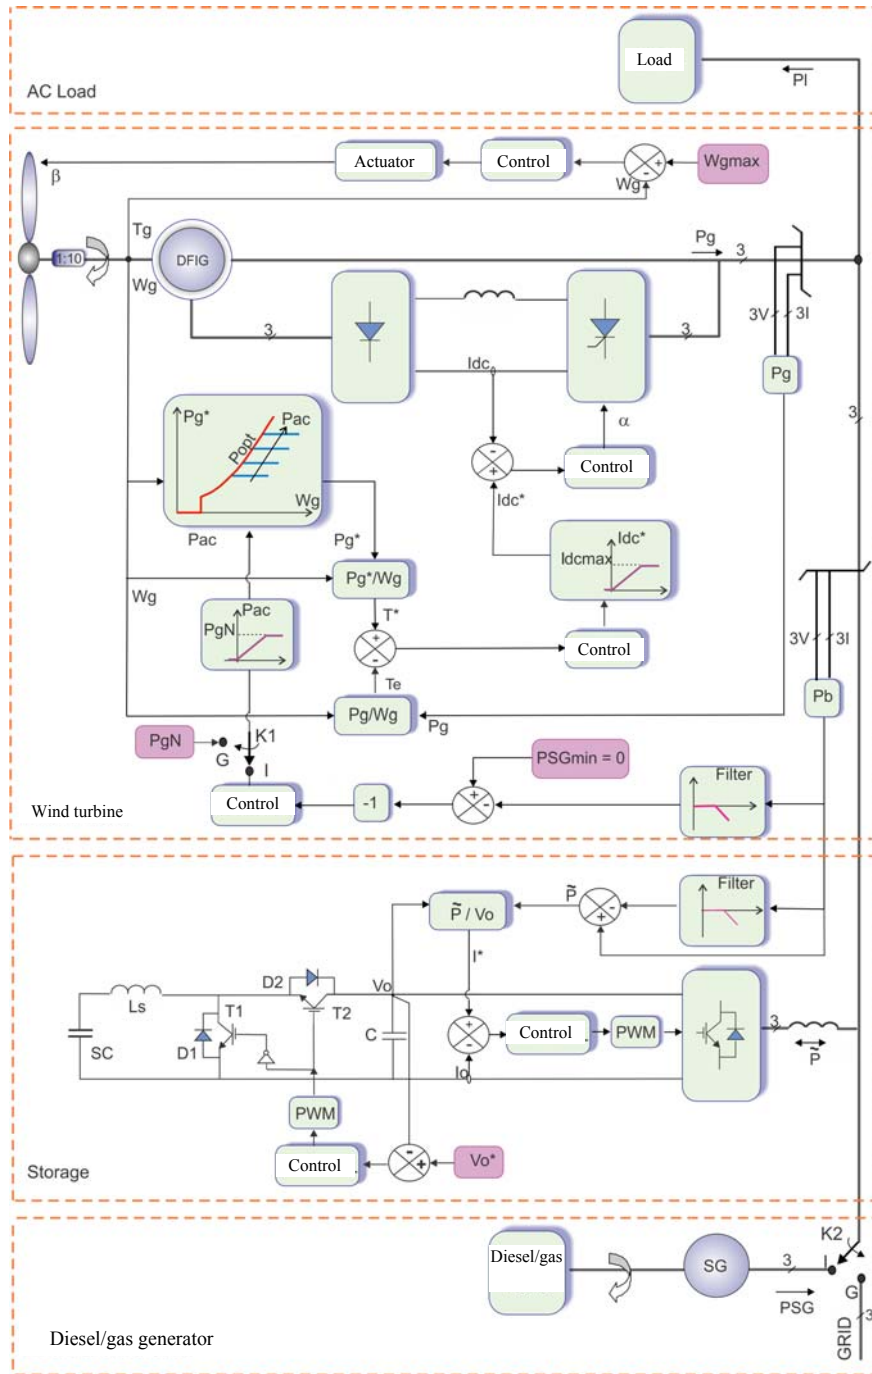 Load
Pl
AC Load
β
Actuator
Control
Wg
+
-
Wgmax
Tg
1:10
DFIG
Wg
Pg
3
3
3
3V
3I
Pg
Idc
α
3
Pg*
Popt
Pac
Wg
-
+
Control
Idc*
Pac
Pg*
Idc*
Idcmax
Pg*/Wg
Wg
T*
Pac
PgN
+
-
Control
3V
3I
Te
Pb
Pg/Wg
Pg
PgN
G
K1
I
PSGmin = 0
Filter
Control
-1
+
-
Wind turbine
Filter
P̃
-
+
P̃ / Vo
I*
D2
Vo
Ls
T1
T2
+
-
Control
PWM
3
SC
D1
C
P̃
Io
PWM
Control
-
+
Vo*
Storage
K2
Diesel/gas
SG
3
I
PSG
G
3
GRID
Diesel/gas generator